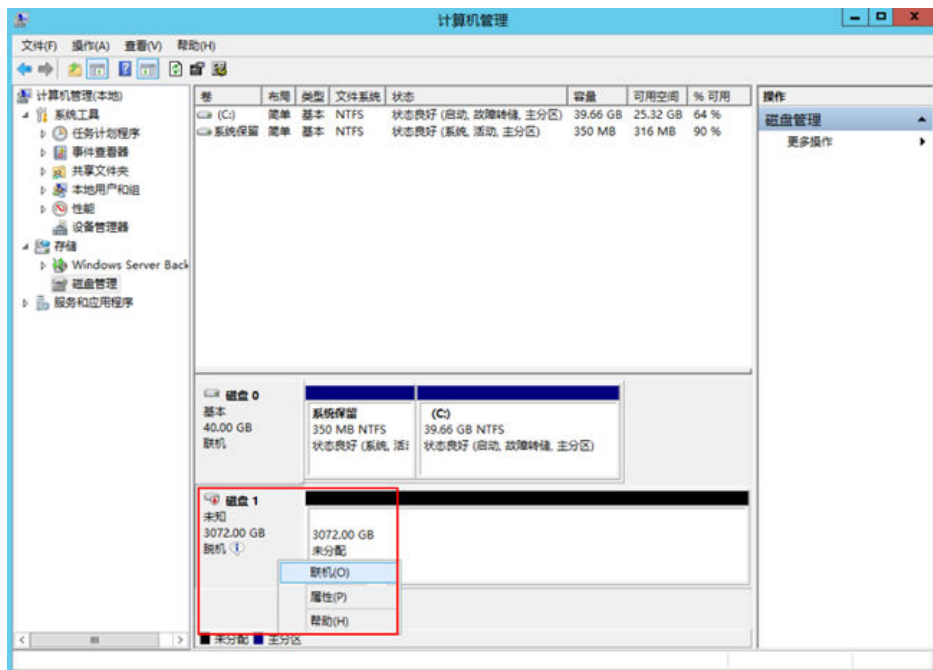 计算机管理
文件(F) 操作(A) 查看(V) 帮助(H)
计算机管理(本地)
系统工具
任务计划程序
事件查看器
共享文件夹
本地用户和组
性能
设备管理器
存储
Windows Server Back
磁盘管理
服务和应用程序
卷 布局 类型 文件系统 状态 容量 可用空间 % 可用
(C:) 简单 基本 NTFS 状态良好 (启动, 故障转储, 主分区) 39.66 GB 25.32 GB 64 %
系统保留 简单 基本 NTFS 状态良好 (系统, 活动, 主分区) 350 MB 316 MB 90 %
磁盘 0
基本
40.00 GB
联机
系统保留
350 MB NTFS
状态良好 (系统, 活
(C:)
39.66 GB NTFS
状态良好 (启动, 故障转储, 主分区)
磁盘 1
未知
3072.00 GB
脱机
3072.00 GB
未分配
联机(O)
属性(P)
帮助(H)
未分配 主分区
操作
磁盘管理
更多操作